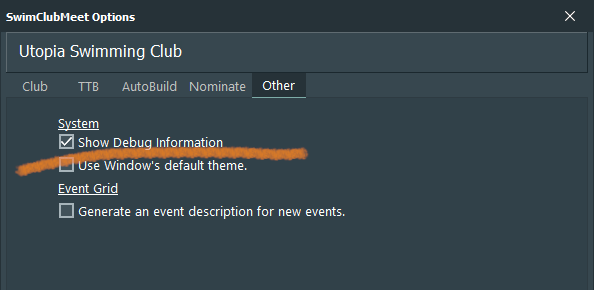 SwimClubMeet Options
Utopia Swimming Club
Club TTB AutoBuild Nominate Other
System
Show Debug Information
Use Window's default theme.
Event Grid
Generate an event description for new events.